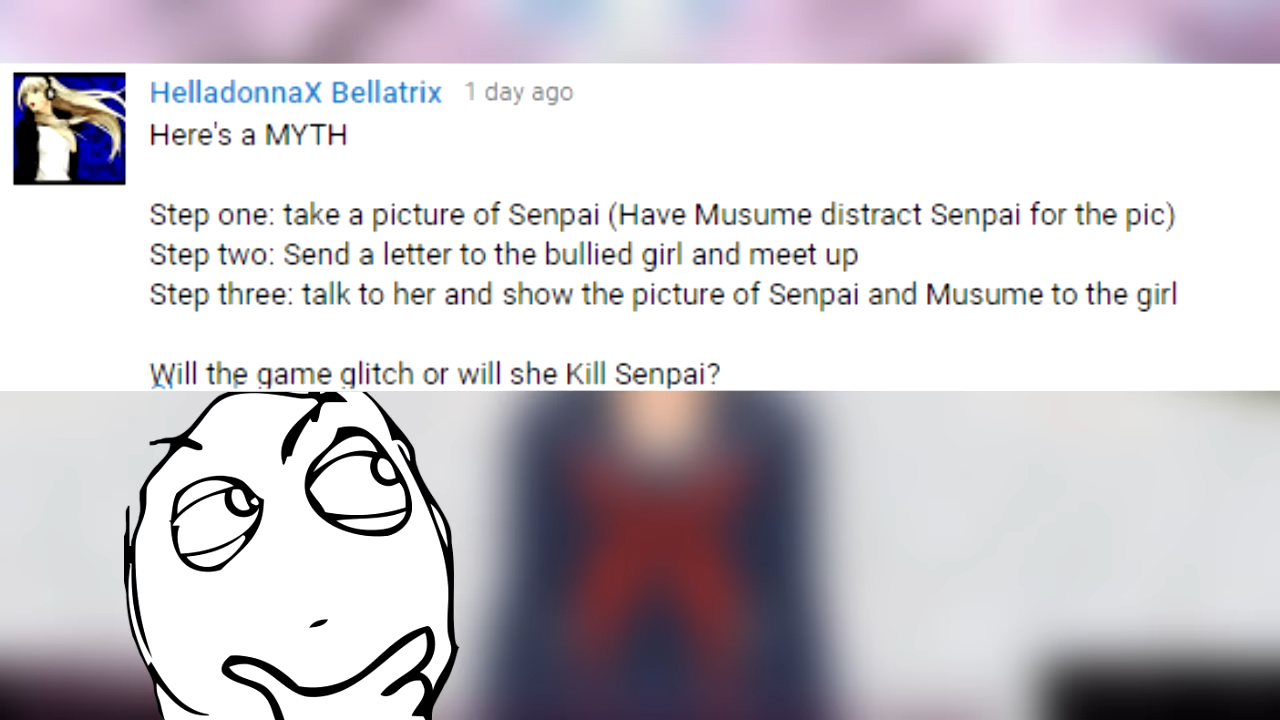 HelladonnaX Bellatrix 1 day ago
Here's a MYTH
Step one: take a picture of Senpai (Have Musume distract Senpai for the pic)
Step two: Send a letter to the bullied girl and meet up
Step three: talk to her and show the picture of Senpai and Musume to the girl
Will the game glitch or will she Kill Senpai?